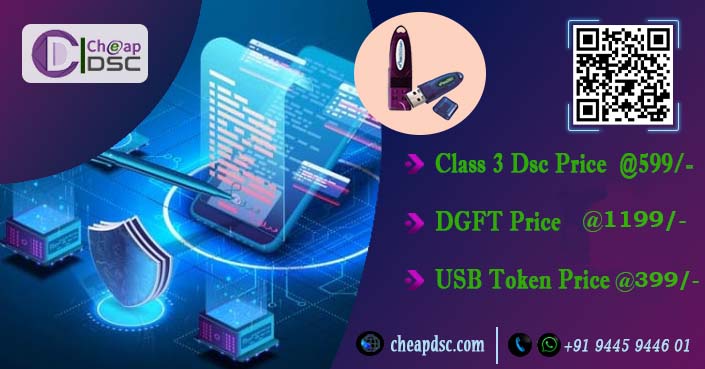 Cheap
DSC
Class 3 Dsc Price @599/-
DGFT Price @1199/-
USB Token Price @399/-
cheapdsc.com
+91 9445 9446 01